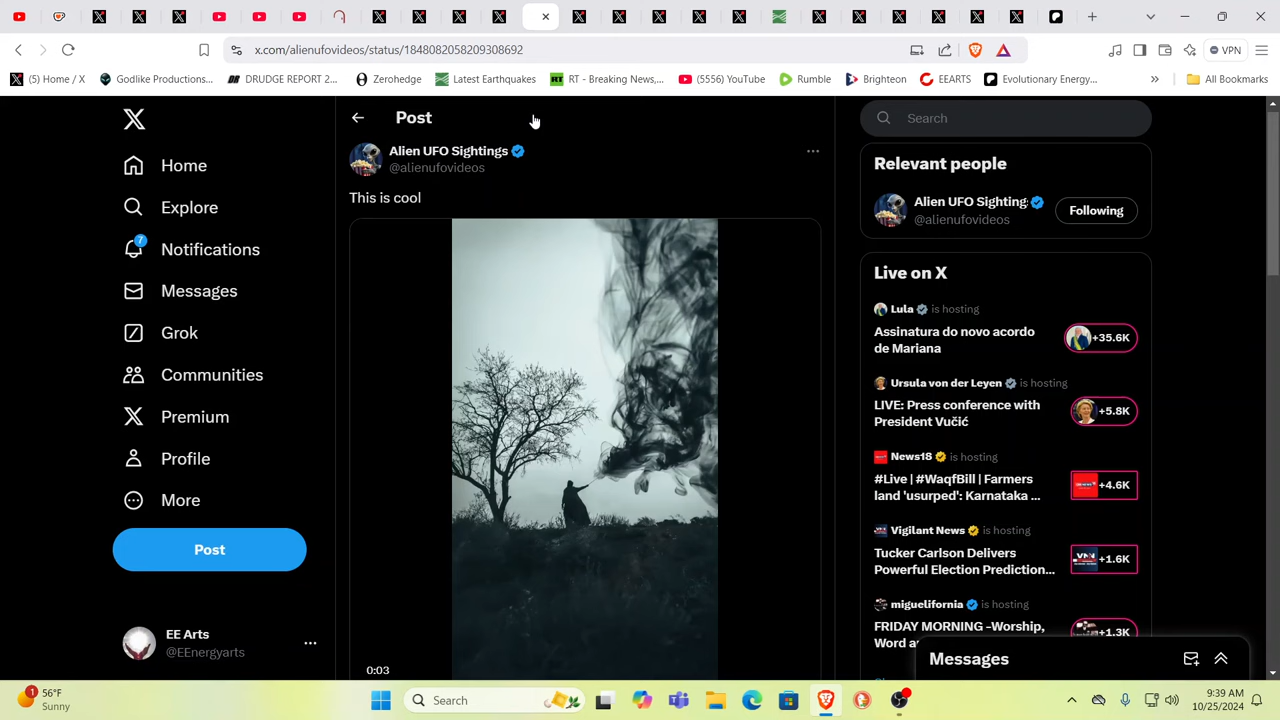 x.com/alienufovideos/status/1848082058209308692
VPN
(5) Home / X
Godlike Productions...
DRUDGE REPORT 2...
Zerohedge
Latest Earthquakes
RT - Breaking News,...
(555) YouTube
Rumble
Brighteon
EEARTS
Evolutionary Energy...
»
All Bookmarks
Home
Explore
7
Notifications
Messages
Grok
Communities
Premium
Profile
More
Post
EE Arts
@EEnergyarts
Post
Alien UFO Sightings
@alienufovideos
This is cool
0:03
Search
Relevant people
Alien UFO Sighting
@alienufovideos
Following
Live on X
Lula is hosting
Assinatura do novo acordo
de Mariana
+35.6K
Ursula von der Leyen is hosting
LIVE: Press conference with
President Vučić
+5.8K
News18 is hosting
#Live | #WaqfBill | Farmers
land 'usurped': Karnataka ...
+4.6K
Vigilant News is hosting
Tucker Carlson Delivers
Powerful Election Prediction...
+1.6K
miguelifornia is hosting
FRIDAY MORNING -Worship,
Word a
+1.3K
Messages
1
56°F
Sunny
Search
9:39 AM
10/25/2024